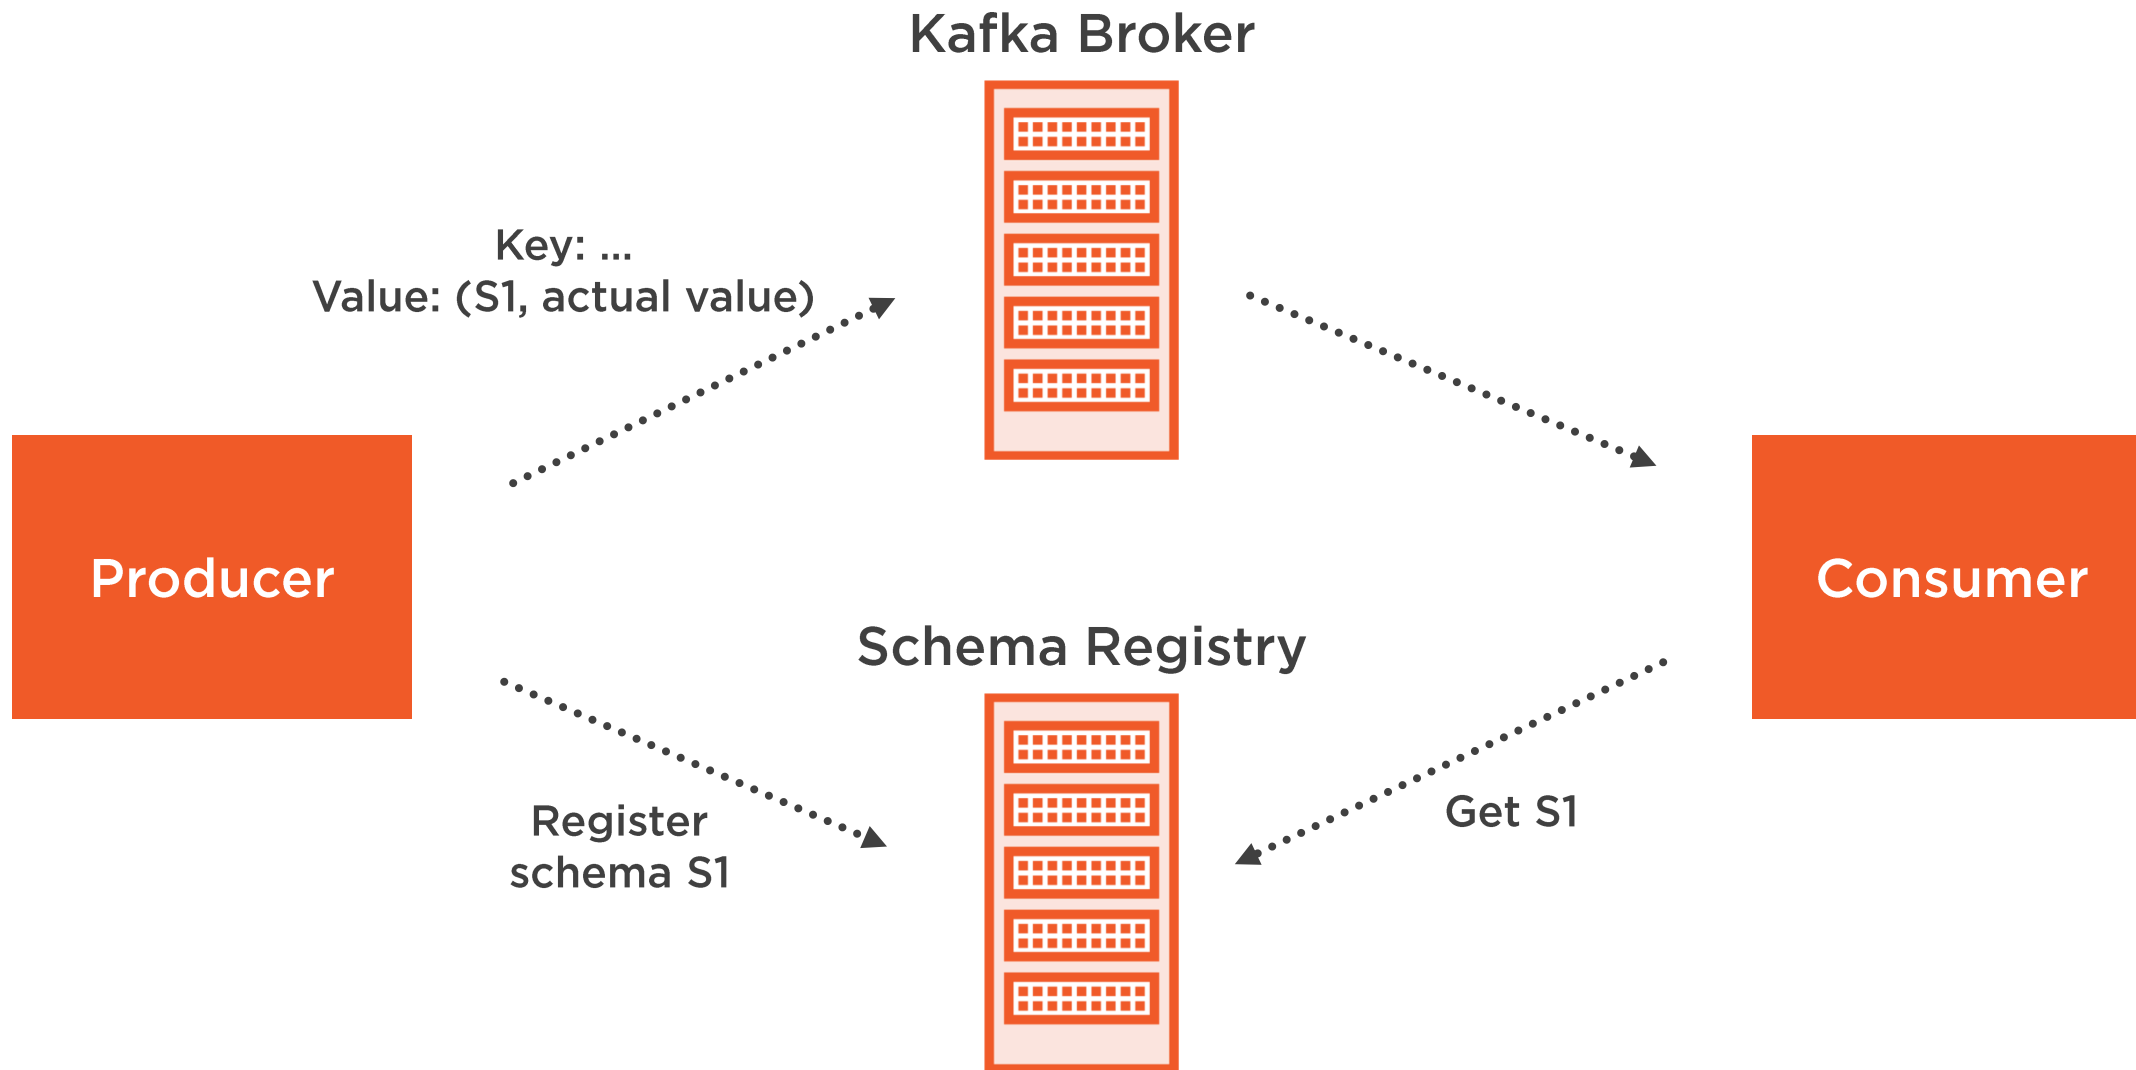 Kafka Broker
Key: ...
Value: (S1, actual value)
Producer
Consumer
Schema Registry
Register
schema S1
Get S1